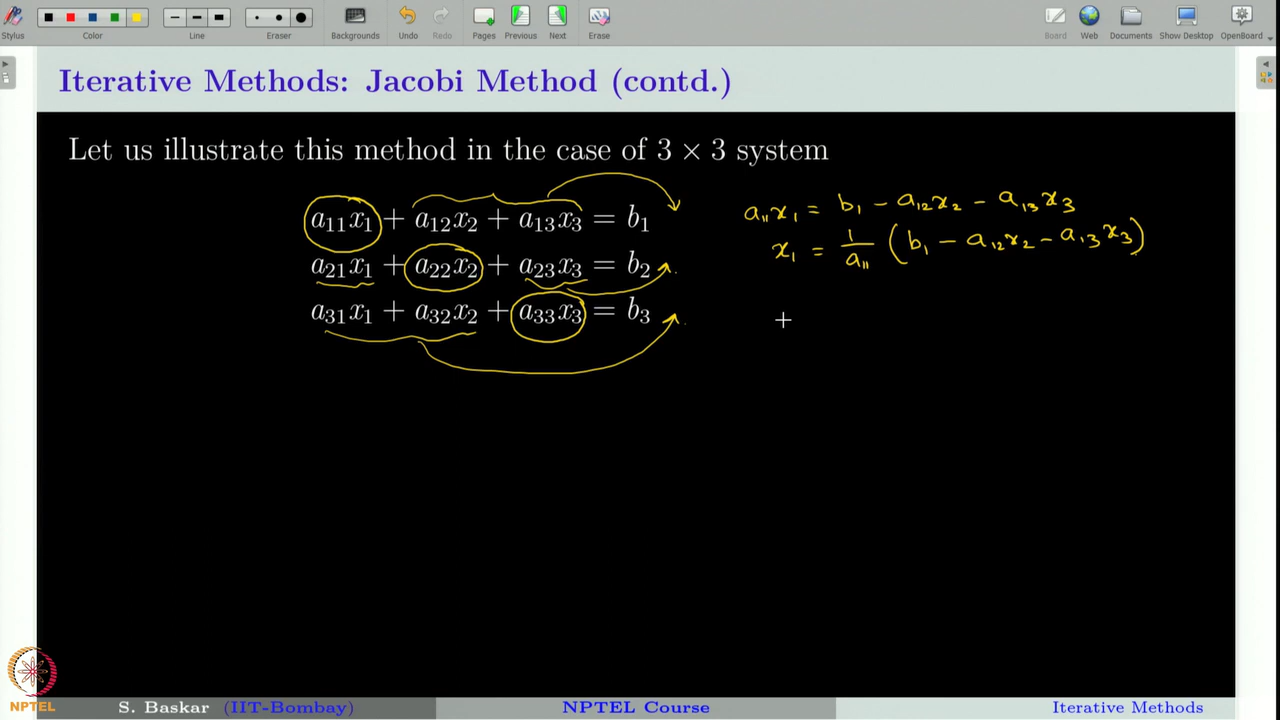 Stylus Color Line Eraser Backgrounds Undo Redo Pages Previous Next Erase Board Web Documents Show Desktop OpenBoard
Iterative Methods: Jacobi Method (contd.)
Let us illustrate this method in the case of 3 × 3 system
a₁₁x₁ + a₁₂x₂ + a₁₃x₃ = b₁
a₂₁x₁ + a₂₂x₂ + a₂₃x₃ = b₂
a₃₁x₁ + a₃₂x₂ + a₃₃x₃ = b₃
a₁₁x₁ = b₁ − a₁₂x₂ − a₁₃x₃
x₁ = 1/a₁₁ (b₁ − a₁₂x₂ − a₁₃x₃)
NPTEL
S. Baskar (IIT-Bombay) NPTEL Course Iterative Methods